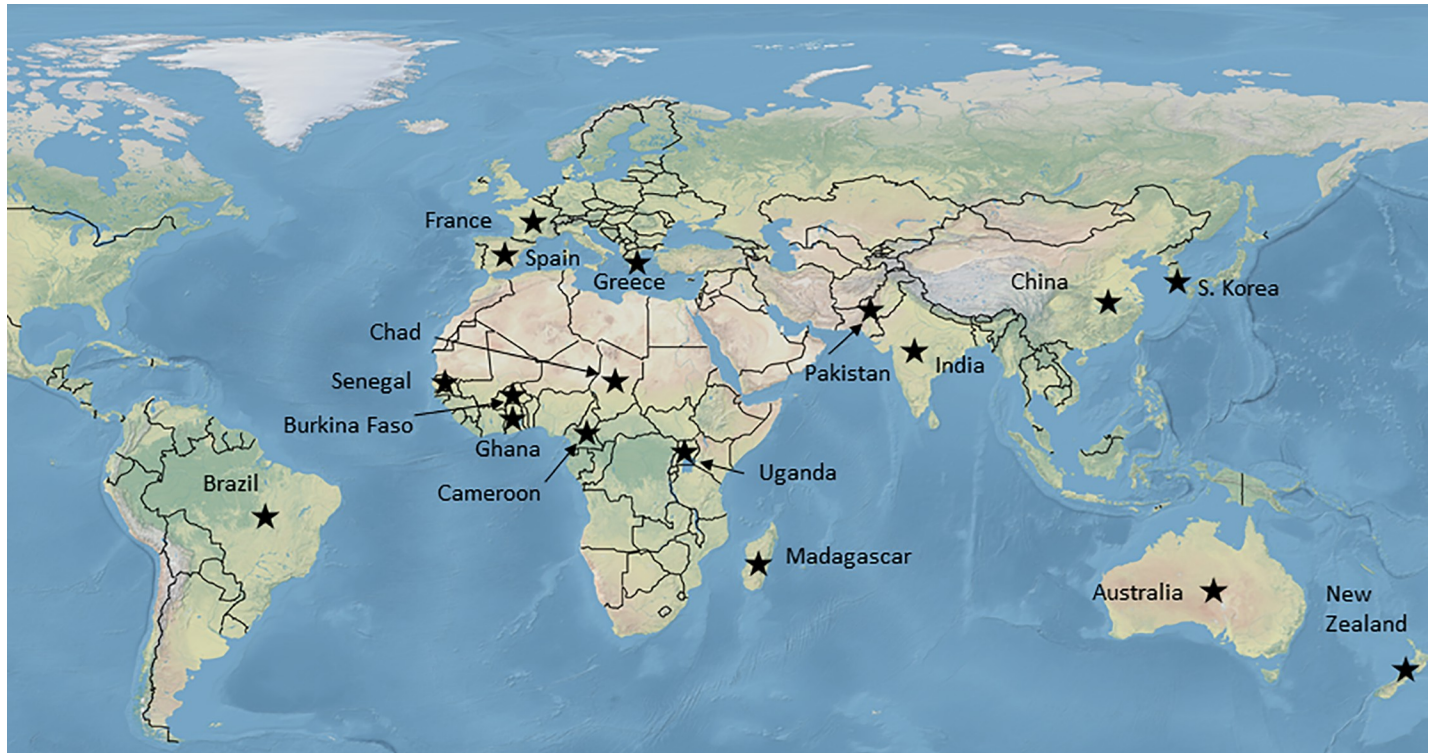 France
Spain
Greece
China
S. Korea
Chad
Pakistan
India
Senegal
Burkina Faso
Ghana
Cameroon
Uganda
Brazil
Madagascar
Australia
New
Zealand